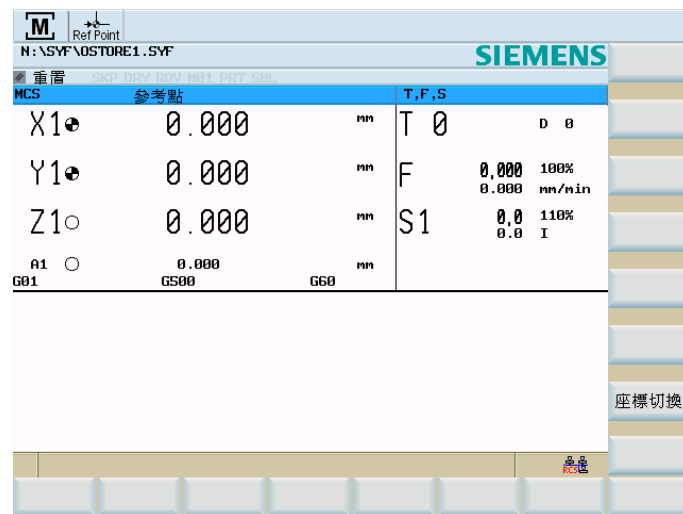 M
Ref Point
N:\SYF\OSTORE1.SYF
SIEMENS
重置 SKP DRY ROV M01 PRT SBL
MCS 參考點 T,F,S
X1 0.000 mm T 0 D 0
Y1 0.000 mm F 0.000 100%
0.000 mm/min
Z1 0.000 mm S1 0.0 110%
0.0 I
A1 0.000 mm
G01 G500 G60
座標切換
RCS